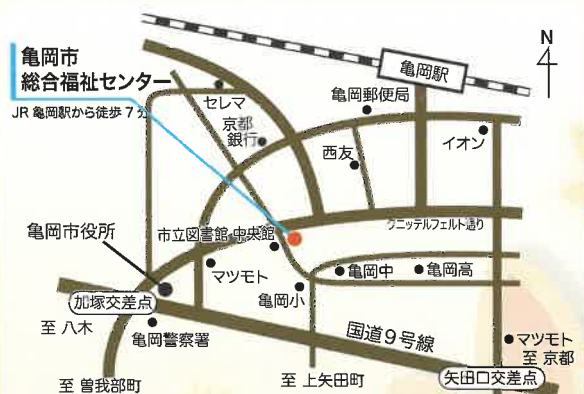 亀岡市
総合福祉センター
JR 亀岡駅から徒歩 7 分
N
亀岡駅
セレマ
亀岡郵便局
京都
銀行
西友
イオン
クニッテルフェルト通り
亀岡市役所
市立図書館 中央館
マツモト
亀岡中
亀岡高
亀岡小
加塚交差点
至 八木
亀岡警察署
国道9号線
マツモト
至 京都
矢田口交差点
至 曽我部町
至 上矢田町